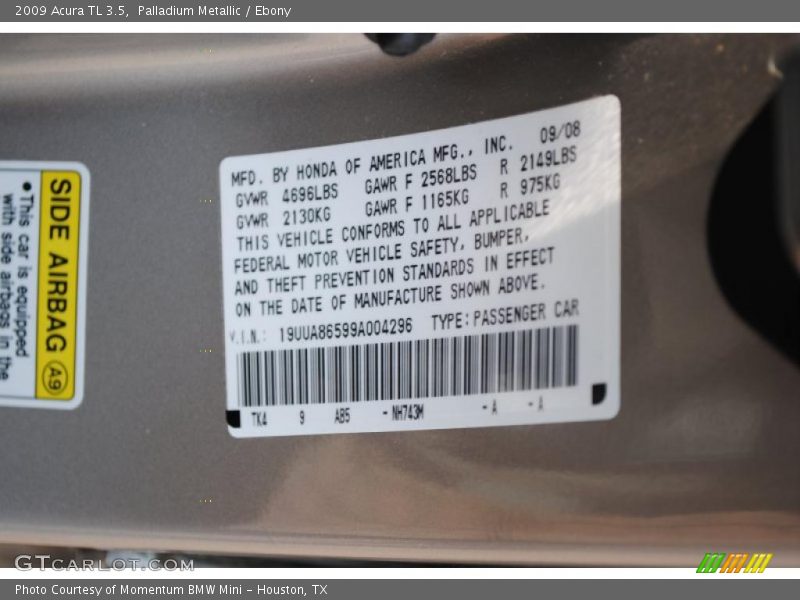 2009 Acura TL 3.5,  Palladium Metallic / Ebony
SIDE AIRBAG A9
• This car is equipped
with side airbags in the
MFD. BY HONDA OF AMERICA MFG., INC. 09/08
GVWR 4696LBS GAWR F 2568LBS R 2149LBS
GVWR 2130KG GAWR F 1165KG R 975KG
THIS VEHICLE CONFORMS TO ALL APPLICABLE
FEDERAL MOTOR VEHICLE SAFETY, BUMPER,
AND THEFT PREVENTION STANDARDS IN EFFECT
ON THE DATE OF MANUFACTURE SHOWN ABOVE.
V.I.N.: 19UUA86599A004296 TYPE:PASSENGER CAR
TK4 9 AB5 -NH743M -A -A
GTCARLOT.COM
Photo Courtesy of Momentum BMW Mini - Houston, TX